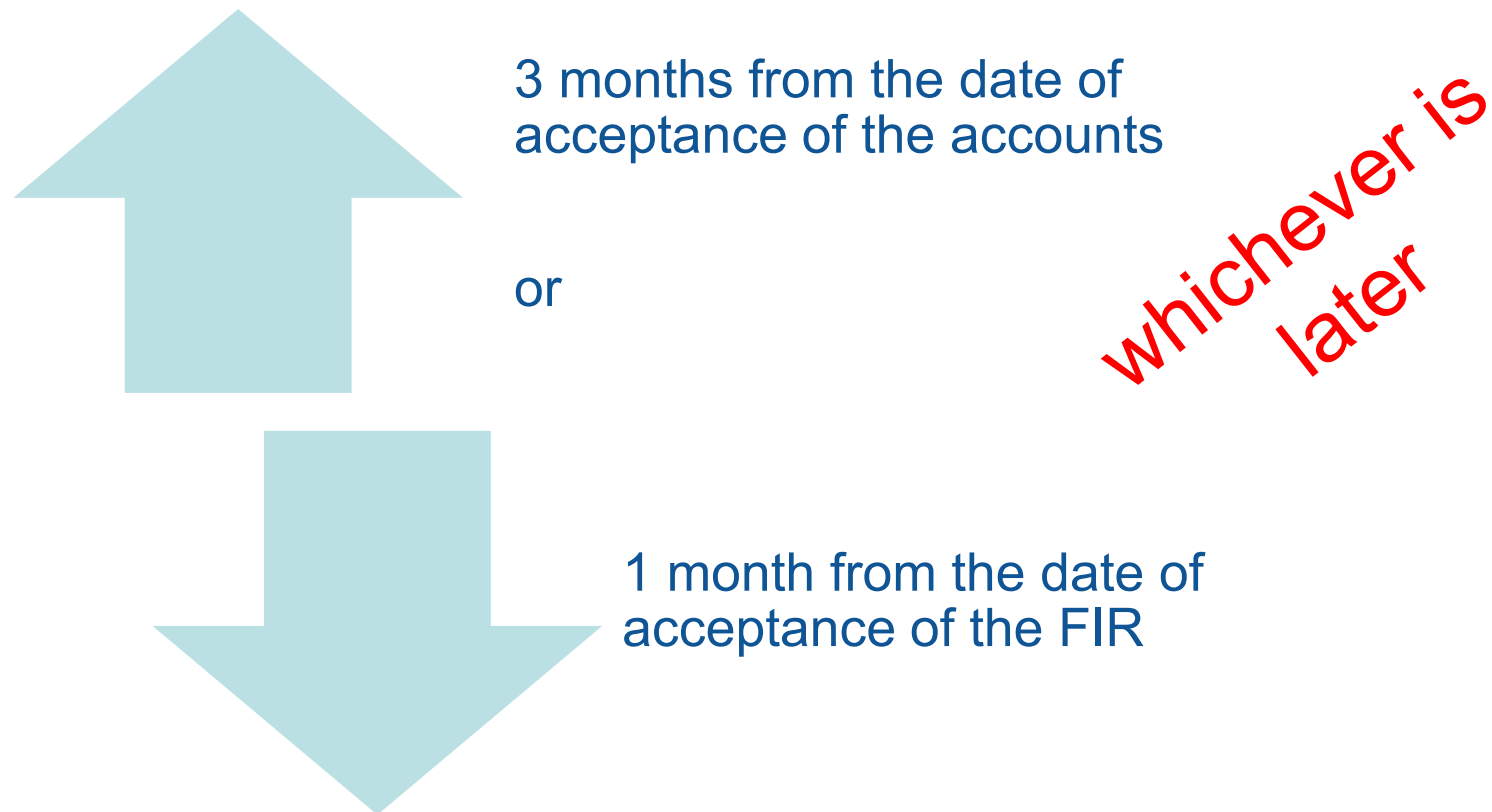 3 months from the date of
acceptance of the accounts
or
whichever is
later
1 month from the date of
acceptance of the FIR